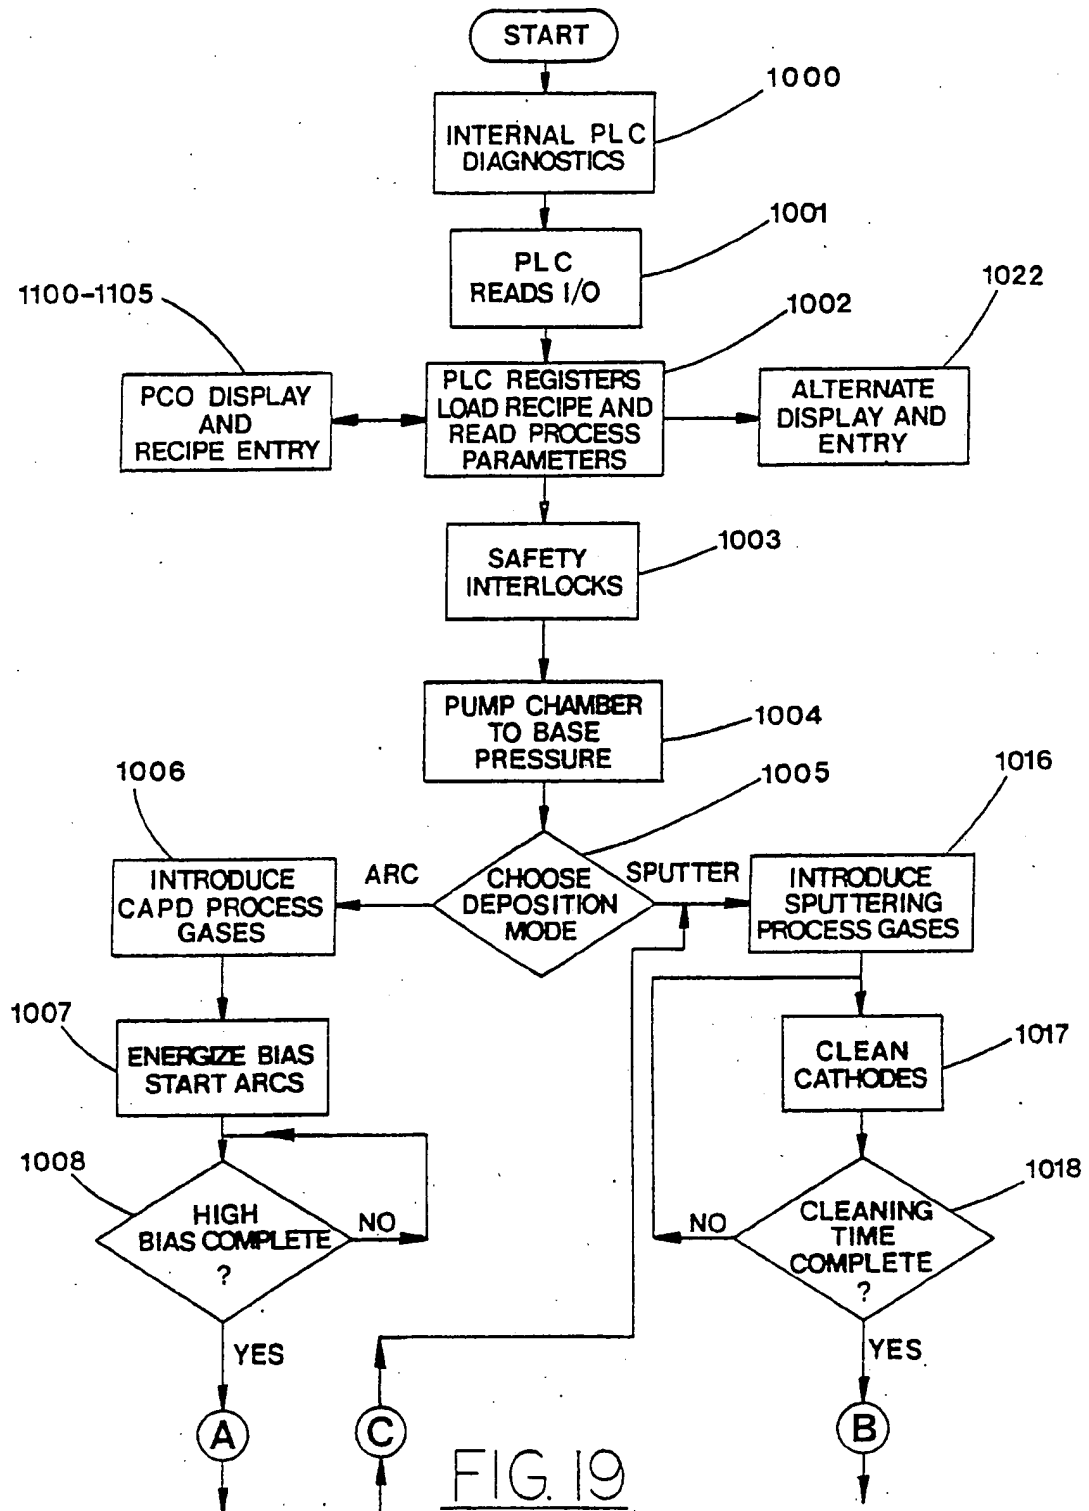 START
1000
INTERNAL PLC
DIAGNOSTICS
1001
PLC
READS I/O
1100-1105
1002
1022
PCO DISPLAY
AND
RECIPE ENTRY
PLC REGISTERS
LOAD RECIPE AND
READ PROCESS
PARAMETERS
ALTERNATE
DISPLAY AND
ENTRY
1003
SAFETY
INTERLOCKS
1004
PUMP CHAMBER
TO BASE
PRESSURE
1006
1005
1016
ARC
CHOOSE
DEPOSITION
MODE
SPUTTER
INTRODUCE
CAPD PROCESS
GASES
INTRODUCE
SPUTTERING
PROCESS GASES
1007
ENERGIZE BIAS
START ARCS
1017
CLEAN
CATHODES
1008
HIGH
BIAS COMPLETE
?
NO
1018
NO
CLEANING
TIME
COMPLETE
?
YES
YES
A
C
B
FIG. 19